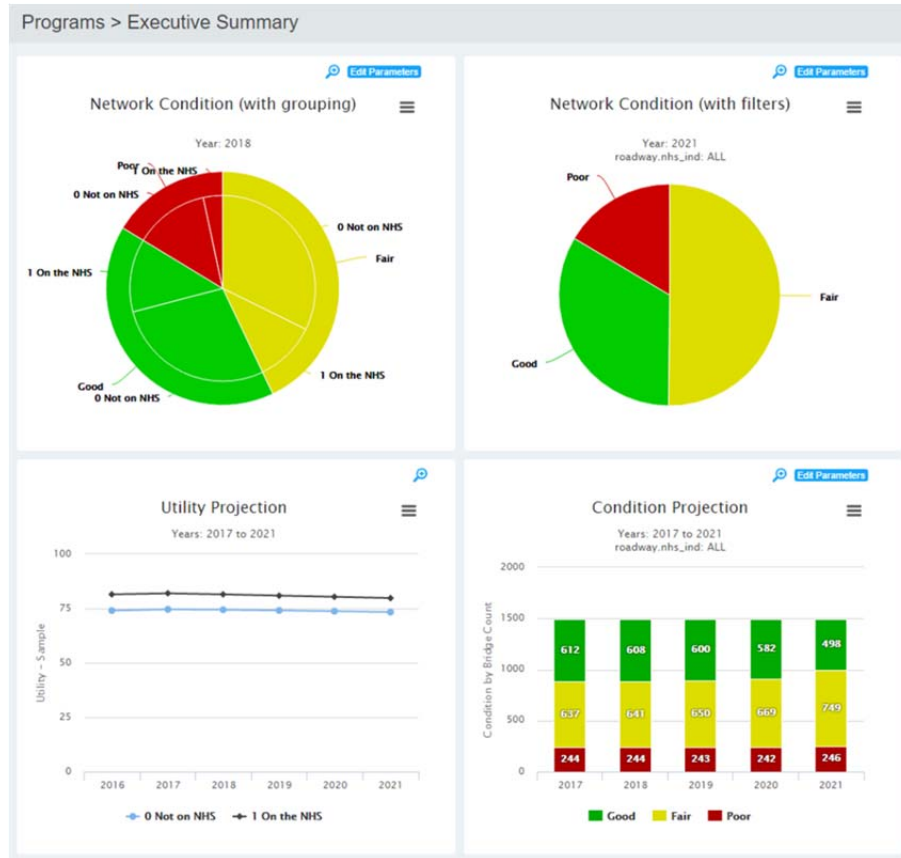 Programs > Executive Summary
Edit Parameters
Network Condition (with grouping)
Year: 2018
Poor
1 On the NHS
0 Not on NHS
0 Not on NHS
Fair
1 On the NHS
1 On the NHS
Good
0 Not on NHS
Edit Parameters
Network Condition (with filters)
Year: 2021
roadway.nhs_ind: ALL
Poor
Fair
Good
Utility Projection
Years: 2017 to 2021
Utility - Sample
100
75
50
25
0
2016 2017 2018 2019 2020 2021
0 Not on NHS 1 On the NHS
Edit Parameters
Condition Projection
Years: 2017 to 2021
roadway.nhs_ind: ALL
Condition by Bridge Count
2000
1500
1000
500
0
612 608 600 582 498
637 641 650 669 749
244 244 243 242 246
2017 2018 2019 2020 2021
Good Fair Poor